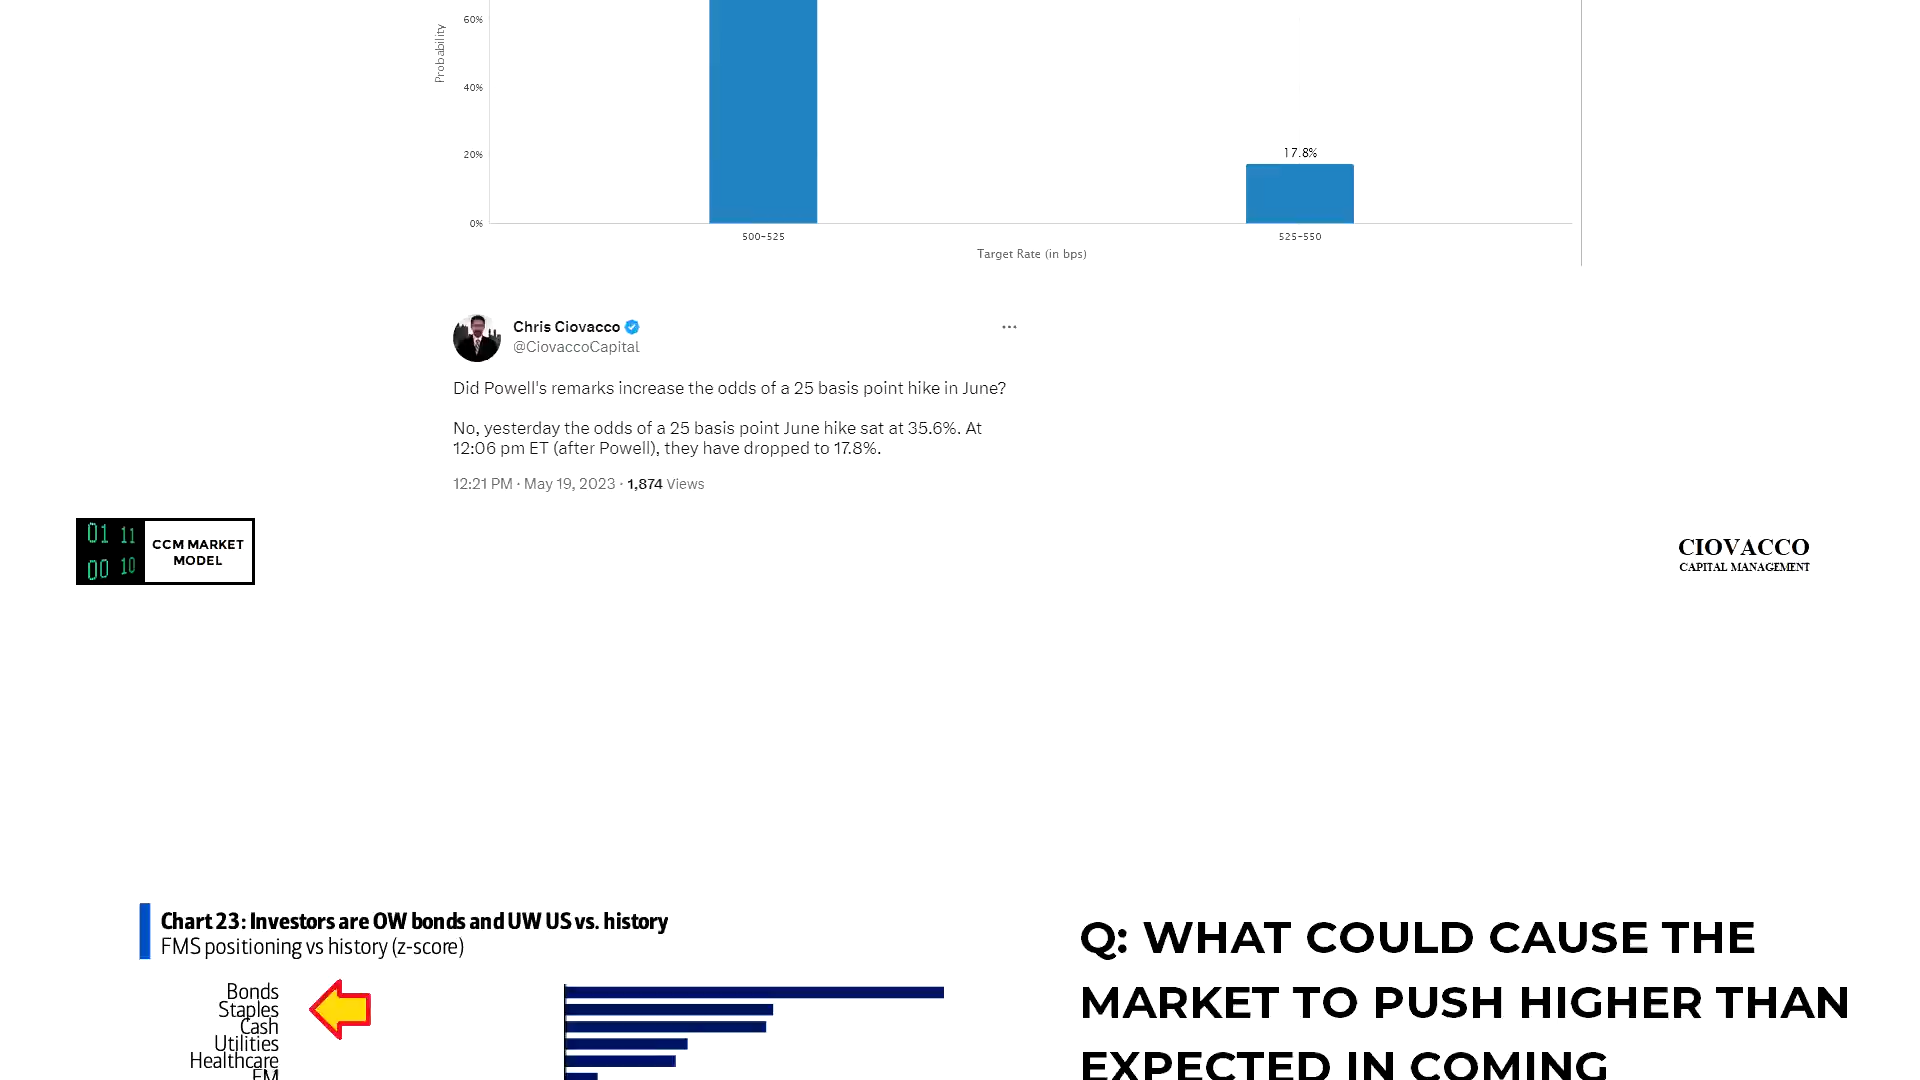 60%
Probability
40%
20%
17.8%
0%
500-525
525-550
Target Rate (in bps)
Chris Ciovacco
@CiovaccoCapital
Did Powell's remarks increase the odds of a 25 basis point hike in June?
No, yesterday the odds of a 25 basis point June hike sat at 35.6%. At
12:06 pm ET (after Powell), they have dropped to 17.8%.
12:21 PM · May 19, 2023 · 1,874 Views
01 11
00 10
CCM MARKET
MODEL
CIOVACCO
CAPITAL MANAGEMENT
Chart 23: Investors are OW bonds and UW US vs. history
FMS positioning vs history (z-score)
Bonds
Staples
Cash
Utilities
Healthcare
EM
Q: WHAT COULD CAUSE THE
MARKET TO PUSH HIGHER THAN
EXPECTED IN COMING